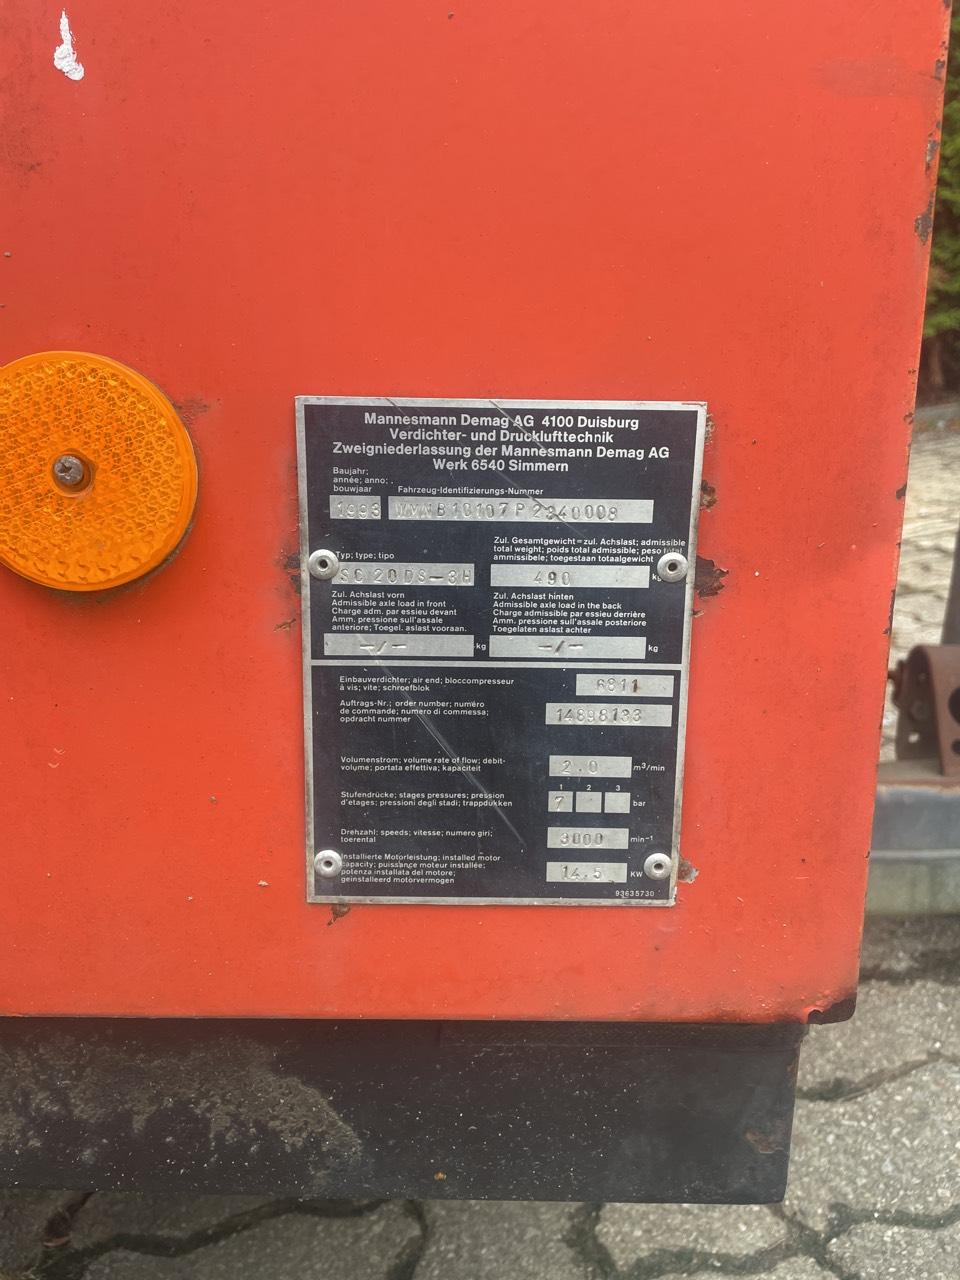 Mannesmann Demag AG 4100 Duisburg
Verdichter- und Drucklufttechnik
Zweigniederlassung der Mannesmann Demag AG
Werk 6540 Simmern
Baujahr;
année; anno;
bouwjaar
Fahrzeug-Identifizierungs-Nummer
1993
Typ; type; tipo
SC 20 DS-3H
Zul. Gesamtgewicht = zul. Achslast; admissible
total weight; poids total admissible; peso total
ammissibele; toegestaan totaalgewicht
490 kg
Zul. Achslast vorn
Admissible axle load in front
Charge adm. par essieu devant
Amm. pressione sull'assale
anteriore; Toegel. aslast vooraan.
-/- kg
Zul. Achslast hinten
Admissible axle load in the back
Charge admissible par essieu derrière
Amm. pressione sull'assale posteriore
Toegelaten aslast achter
-/- kg
Einbauverdichter; air end; bloccompresseur
à vis; vite; schroefblok
6811
Auftrags-Nr.; order number; numéro
de commande; numero di commessa;
opdracht nummer
14898133
Volumenstrom; volume rate of flow; debit-
volume; portata effettiva; kapaciteit
2.0 m³/min
1 2 3
Stufendrücke; stages pressures; pression
d'etages; pressioni degli stadi; trappdukken
7 bar
Drehzahl; speeds; vitesse; numero giri;
toerental
3000 min⁻¹
Installierte Motorleistung; installed motor
capacity; puissance moteur installée;
potenza installata del motore;
geinstalleerd motorvermogen
14.5 KW
93635730